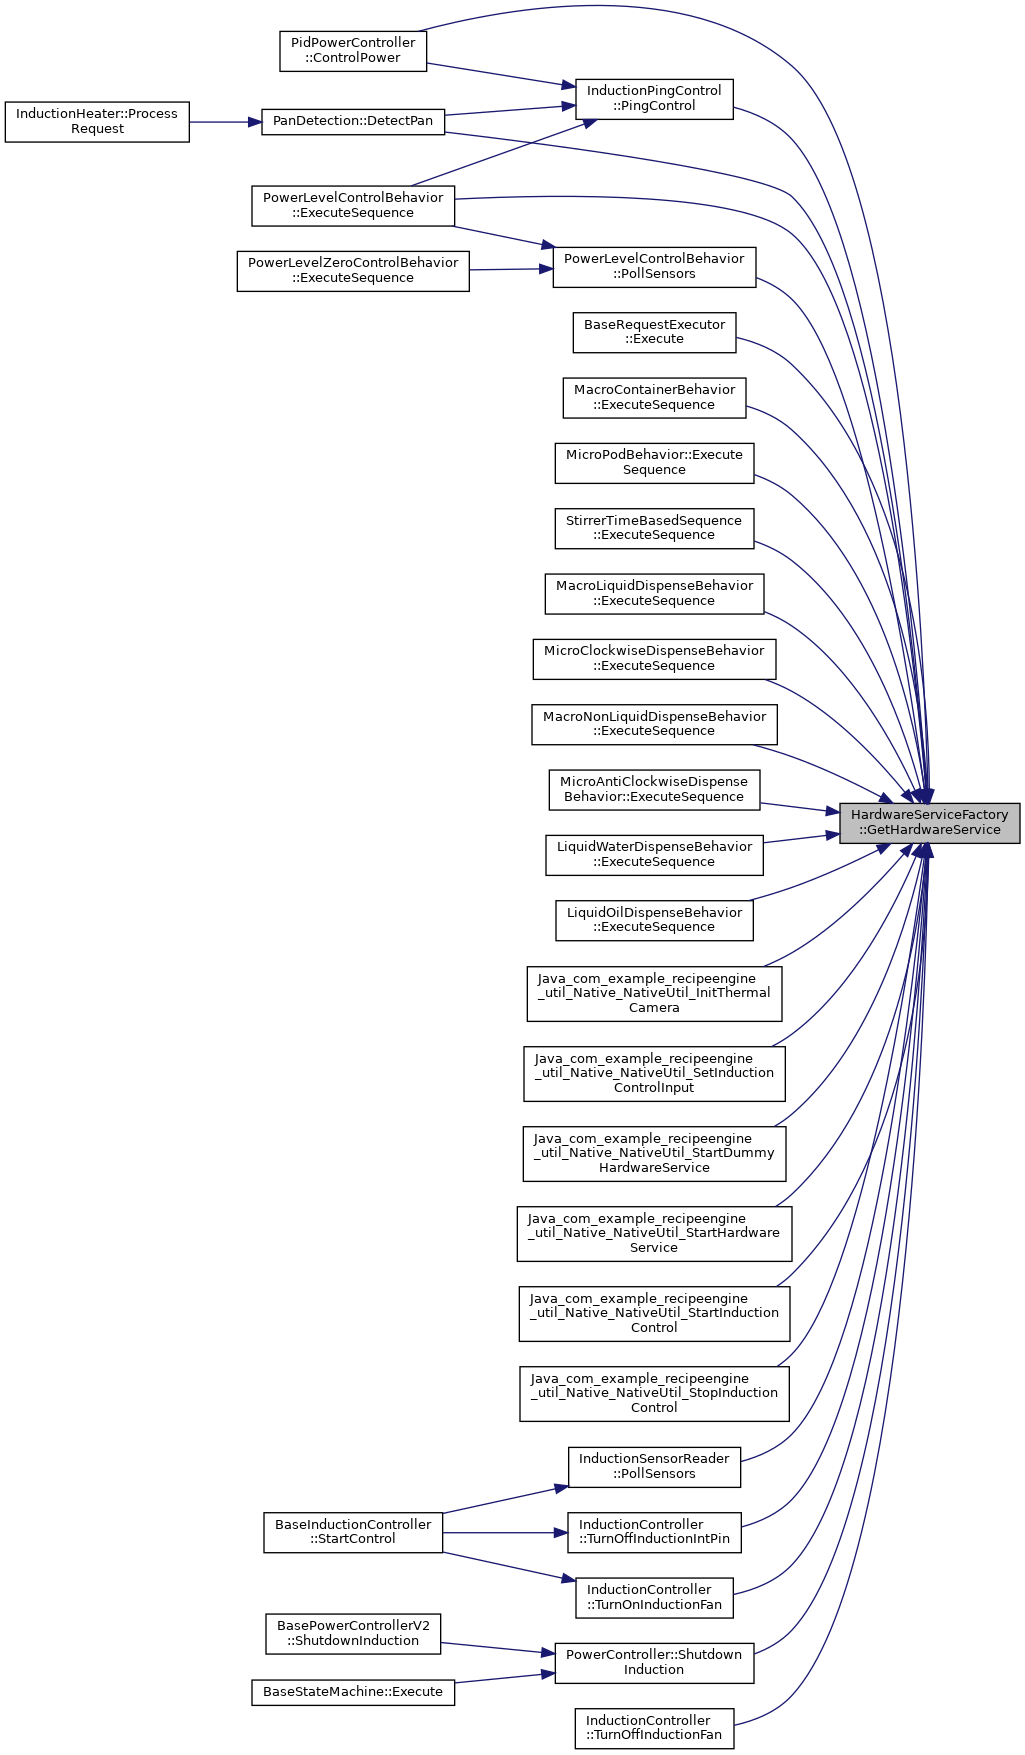 PidPowerController
::ControlPower
InductionPingControl
::PingControl
InductionHeater::Process
Request
PanDetection::DetectPan
PowerLevelControlBehavior
::ExecuteSequence
PowerLevelZeroControlBehavior
::ExecuteSequence
PowerLevelControlBehavior
::PollSensors
BaseRequestExecutor
::Execute
MacroContainerBehavior
::ExecuteSequence
MicroPodBehavior::Execute
Sequence
StirrerTimeBasedSequence
::ExecuteSequence
MacroLiquidDispenseBehavior
::ExecuteSequence
MicroClockwiseDispenseBehavior
::ExecuteSequence
MacroNonLiquidDispenseBehavior
::ExecuteSequence
MicroAntiClockwiseDispense
Behavior::ExecuteSequence
HardwareServiceFactory
::GetHardwareService
LiquidWaterDispenseBehavior
::ExecuteSequence
LiquidOilDispenseBehavior
::ExecuteSequence
Java_com_example_recipeengine
_util_Native_NativeUtil_InitThermal
Camera
Java_com_example_recipeengine
_util_Native_NativeUtil_SetInduction
ControlInput
Java_com_example_recipeengine
_util_Native_NativeUtil_StartDummy
HardwareService
Java_com_example_recipeengine
_util_Native_NativeUtil_StartHardware
Service
Java_com_example_recipeengine
_util_Native_NativeUtil_StartInduction
Control
Java_com_example_recipeengine
_util_Native_NativeUtil_StopInduction
Control
InductionSensorReader
::PollSensors
BaseInductionController
::StartControl
InductionController
::TurnOffInductionIntPin
InductionController
::TurnOnInductionFan
BasePowerControllerV2
::ShutdownInduction
PowerController::Shutdown
Induction
BaseStateMachine::Execute
InductionController
::TurnOffInductionFan